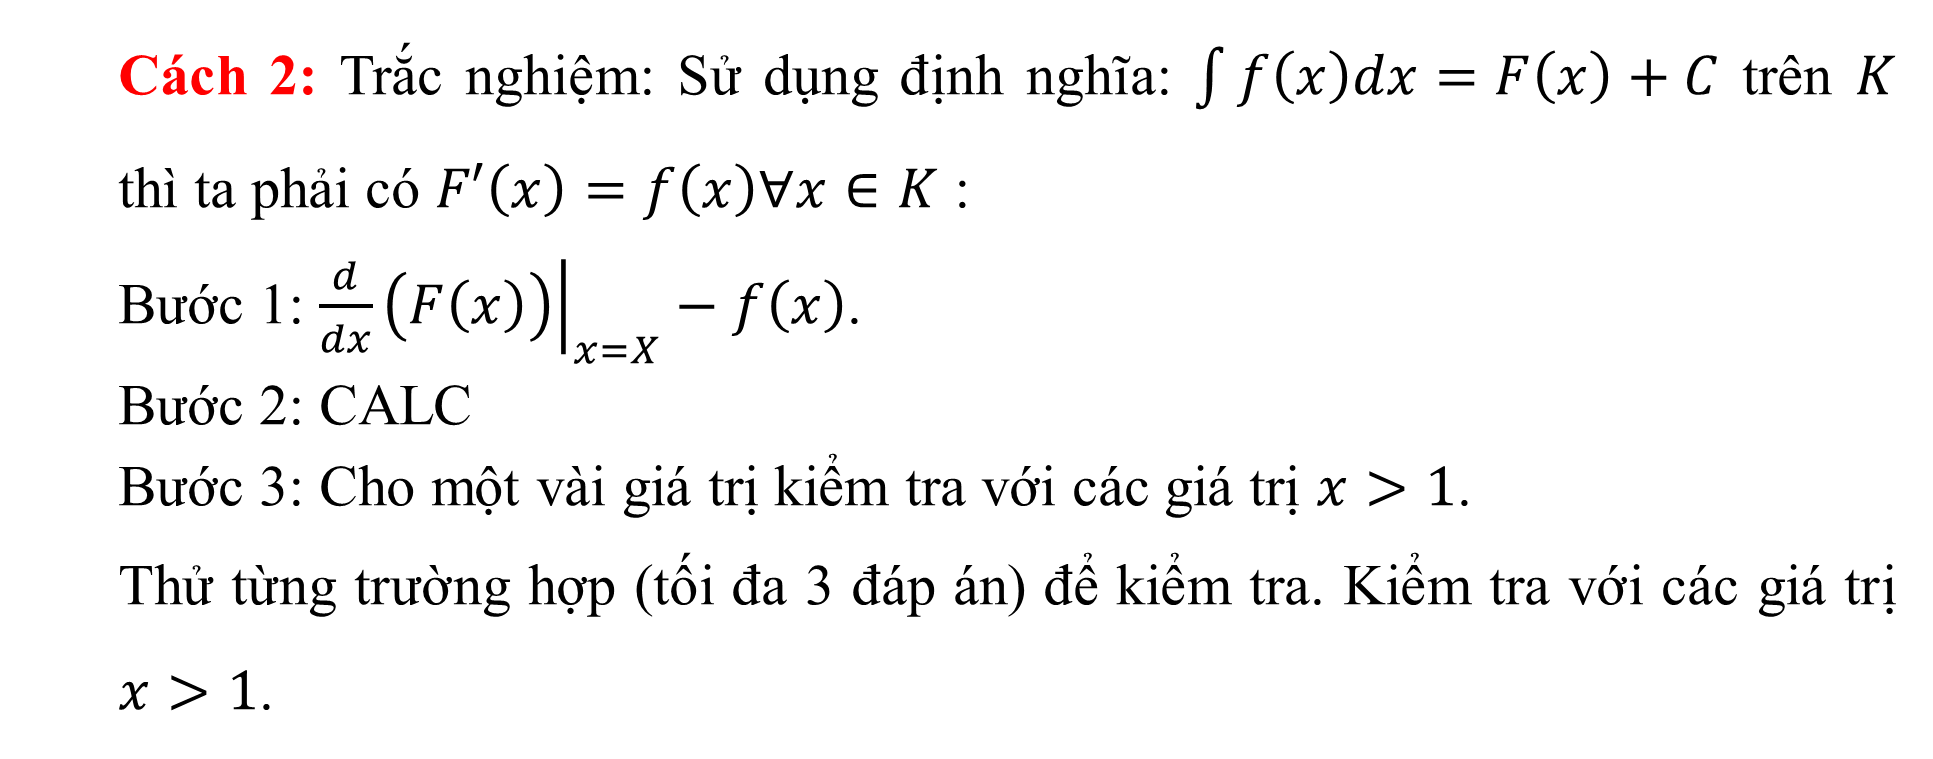 Cách 2: Trắc nghiệm: Sử dụng định nghĩa: ∫ f(x)dx = F(x) + C trên K
thì ta phải có F′(x) = f(x)∀x ∈ K :
Bước 1: d/dx (F(x))|ₓ₌X − f(x).
Bước 2: CALC
Bước 3: Cho một vài giá trị kiểm tra với các giá trị x > 1.
Thử từng trường hợp (tối đa 3 đáp án) để kiểm tra. Kiểm tra với các giá trị
x > 1.